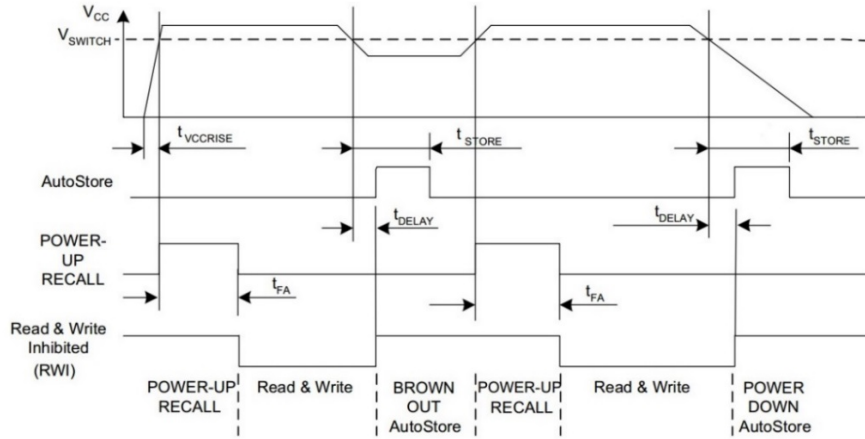 VCC
VSWITCH
tVCCRISE
tSTORE
tSTORE
AutoStore
tDELAY
tDELAY
POWER-
UP
RECALL
tFA
tFA
Read & Write
Inhibited
(RWI)
POWER-UP
RECALL
Read & Write
BROWN
OUT
AutoStore
POWER-UP
RECALL
Read & Write
POWER
DOWN
AutoStore